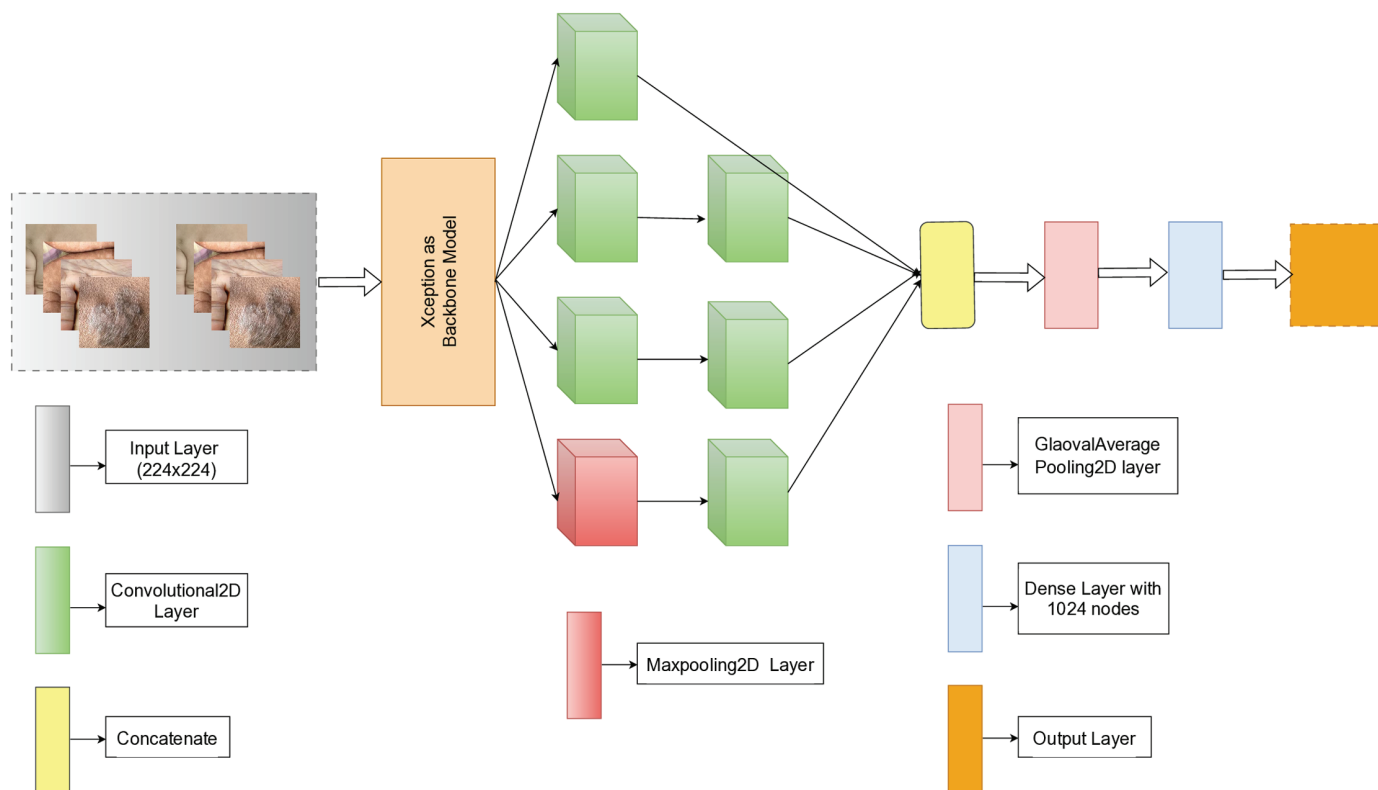 Xception as
Backbone Model
Input Layer
(224x224)
Convolutional2D
Layer
Concatenate
Maxpooling2D Layer
GlaovalAverage
Pooling2D layer
Dense Layer with
1024 nodes
Output Layer